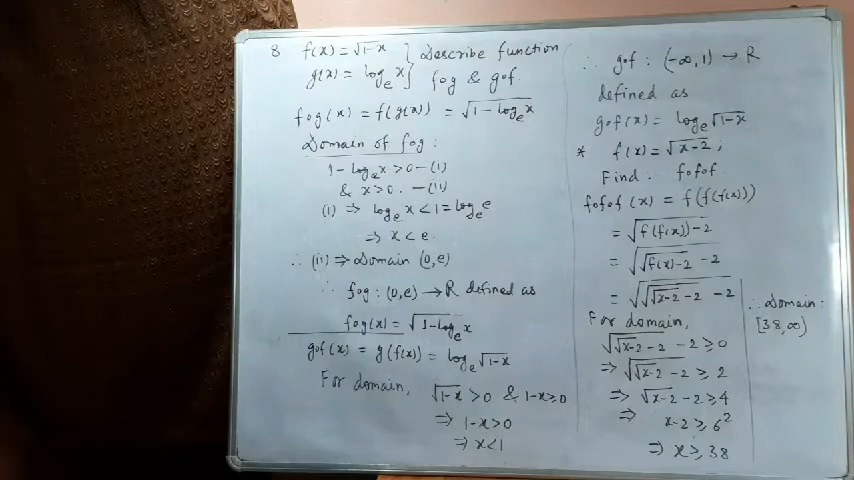 8 f(x) = √1-x } Describe function
g(x) = logₑ x } fog & gof.
fog(x) = f(g(x)) = √1 - logₑ x
Domain of fog:
1 - logₑ x > 0 - (i)
& x > 0. - (ii)
(i) ⇒ logₑ x < 1 = logₑ e
⇒ x < e.
∴ (ii) ⇒ Domain (0,e)
∴ fog: (0,e) → R defined as
fog(x) = √1-logₑ x
gof(x) = g(f(x)) = logₑ √1-x
For domain, √1-x > 0 & 1-x ≥ 0
⇒ 1-x > 0
⇒ x < 1
∴ gof : (-∞, 1) → R
defined as
gof(x) = logₑ √1-x
* f(x) = √x-2 ;
Find. fofof.
fofof (x) = f(f(f(x)))
= √f(f(x)) - 2
= √√f(x)-2 - 2
= √√√x-2 - 2 - 2
For domain,
√√x-2 - 2 - 2 ≥ 0
⇒ √√x-2 - 2 ≥ 2
⇒ √x-2 - 2 ≥ 4
⇒ x-2 ≥ 6²
⇒ x ≥ 38
∴ Domain:
[38, ∞)